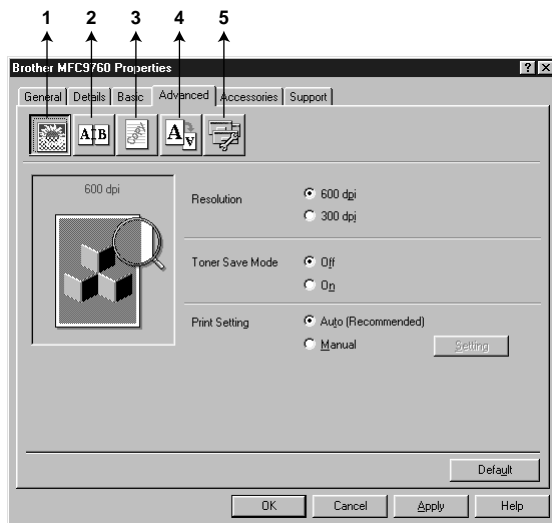 1 2 3 4 5
Brother MFC9760 Properties
General Details Basic Advanced Accessories Support
A B COPY A A
600 dpi
Resolution
600 dpi
300 dpi
Toner Save Mode
Off
On
Print Setting
Auto (Recommended)
Manual
Setting
Default
OK Cancel Apply Help